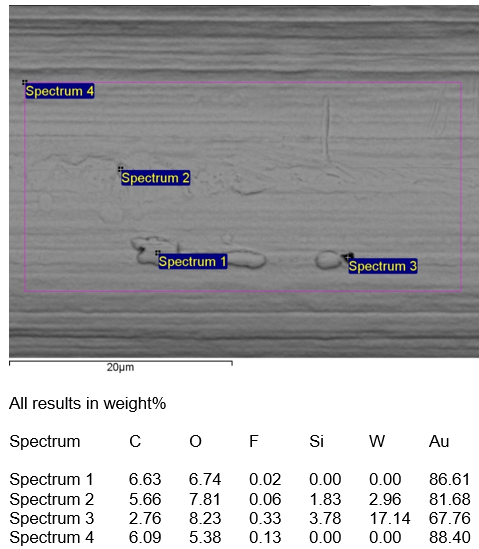 Spectrum 4
Spectrum 2
Spectrum 1
Spectrum 3
20µm
All results in weight%
Spectrum C O F Si W Au
Spectrum 1 6.63 6.74 0.02 0.00 0.00 86.61
Spectrum 2 5.66 7.81 0.06 1.83 2.96 81.68
Spectrum 3 2.76 8.23 0.33 3.78 17.14 67.76
Spectrum 4 6.09 5.38 0.13 0.00 0.00 88.40